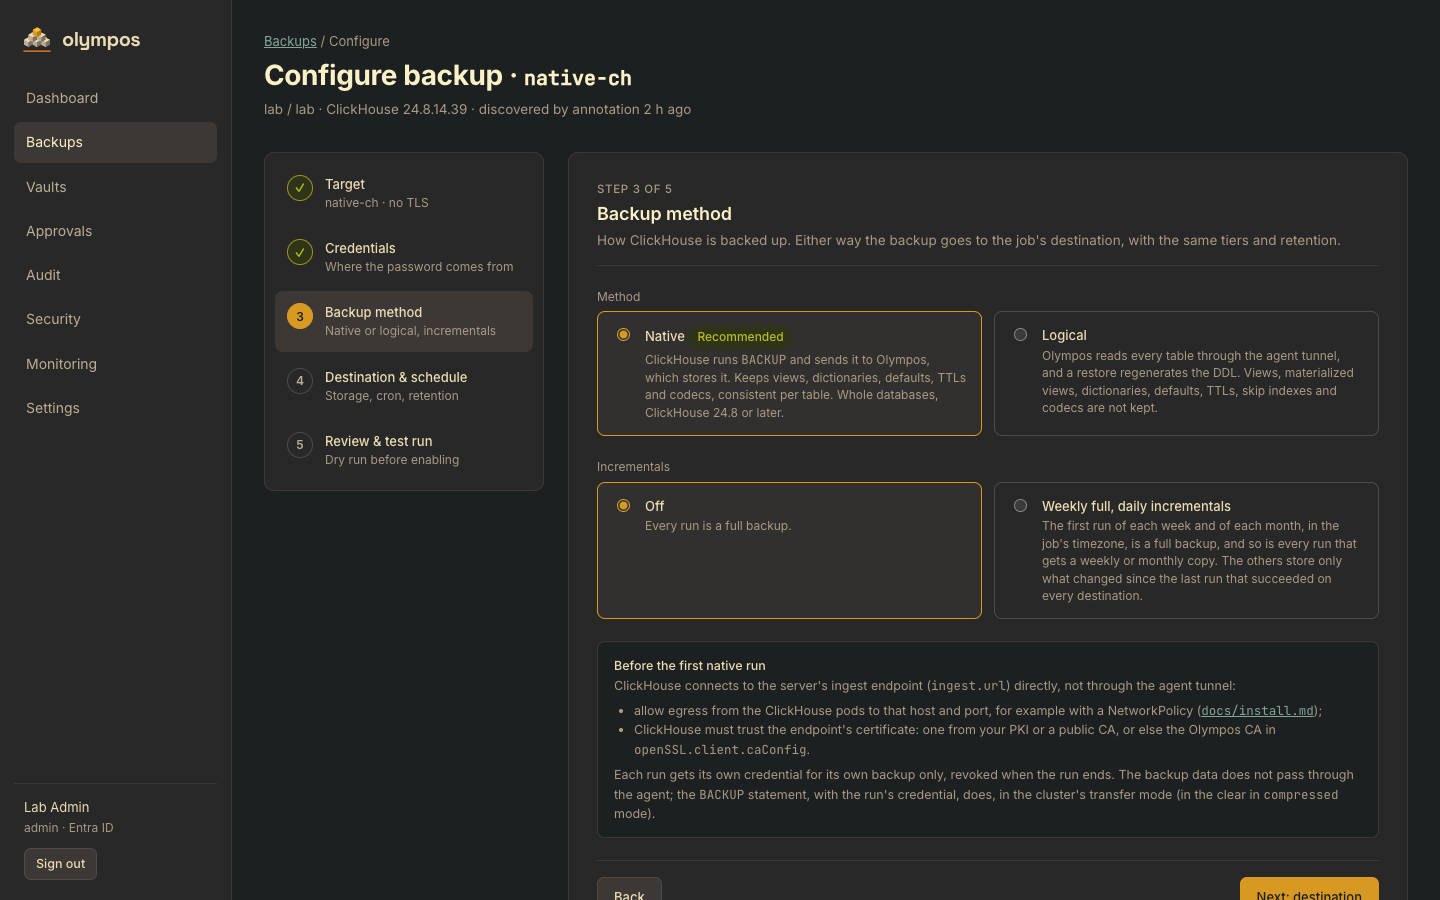 olympos
Dashboard
Backups
Vaults
Approvals
Audit
Security
Monitoring
Settings
Lab Admin
admin · Entra ID
Sign out
Backups / Configure
Configure backup · native-ch
lab / lab · ClickHouse 24.8.14.39 · discovered by annotation 2 h ago
Target
native-ch · no TLS
Credentials
Where the password comes from
3
Backup method
Native or logical, incrementals
4
Destination & schedule
Storage, cron, retention
5
Review & test run
Dry run before enabling
STEP 3 OF 5
Backup method
How ClickHouse is backed up. Either way the backup goes to the job's destination, with the same tiers and retention.
Method
Native Recommended
ClickHouse runs BACKUP and sends it to Olympos,
which stores it. Keeps views, dictionaries, defaults, TTLs
and codecs, consistent per table. Whole databases,
ClickHouse 24.8 or later.
Logical
Olympos reads every table through the agent tunnel,
and a restore regenerates the DDL. Views, materialized
views, dictionaries, defaults, TTLs, skip indexes and
codecs are not kept.
Incrementals
Off
Every run is a full backup.
Weekly full, daily incrementals
The first run of each week and of each month, in the
job's timezone, is a full backup, and so is every run that
gets a weekly or monthly copy. The others store only
what changed since the last run that succeeded on
every destination.
Before the first native run
ClickHouse connects to the server's ingest endpoint (ingest.url) directly, not through the agent tunnel:
• allow egress from the ClickHouse pods to that host and port, for example with a NetworkPolicy (docs/install.md);
• ClickHouse must trust the endpoint's certificate: one from your PKI or a public CA, or else the Olympos CA in
openSSL.client.caConfig.
Each run gets its own credential for its own backup only, revoked when the run ends. The backup data does not pass through
the agent; the BACKUP statement, with the run's credential, does, in the cluster's transfer mode (in the clear in compressed
mode).
Back
Next: destination